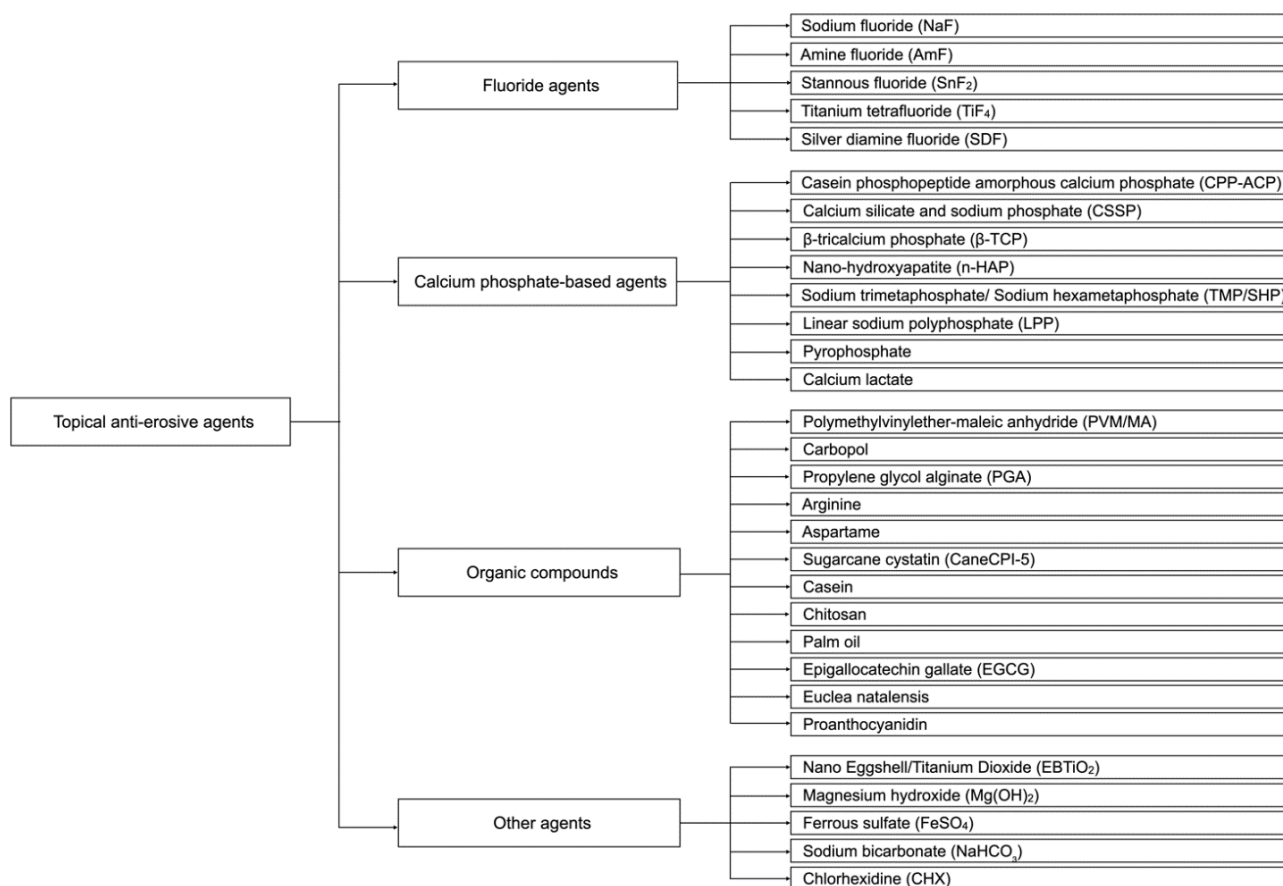 Topical anti-erosive agents
Fluoride agents
Sodium fluoride (NaF)
Amine fluoride (AmF)
Stannous fluoride (SnF₂)
Titanium tetrafluoride (TiF₄)
Silver diamine fluoride (SDF)
Calcium phosphate-based agents
Casein phosphopeptide amorphous calcium phosphate (CPP-ACP)
Calcium silicate and sodium phosphate (CSSP)
β-tricalcium phosphate (β-TCP)
Nano-hydroxyapatite (n-HAP)
Sodium trimetaphosphate/ Sodium hexametaphosphate (TMP/SHP)
Linear sodium polyphosphate (LPP)
Pyrophosphate
Calcium lactate
Organic compounds
Polymethylvinylether-maleic anhydride (PVM/MA)
Carbopol
Propylene glycol alginate (PGA)
Arginine
Aspartame
Sugarcane cystatin (CaneCPI-5)
Casein
Chitosan
Palm oil
Epigallocatechin gallate (EGCG)
Euclea natalensis
Proanthocyanidin
Other agents
Nano Eggshell/Titanium Dioxide (EBTiO₂)
Magnesium hydroxide (Mg(OH)₂)
Ferrous sulfate (FeSO₄)
Sodium bicarbonate (NaHCO₃)
Chlorhexidine (CHX)